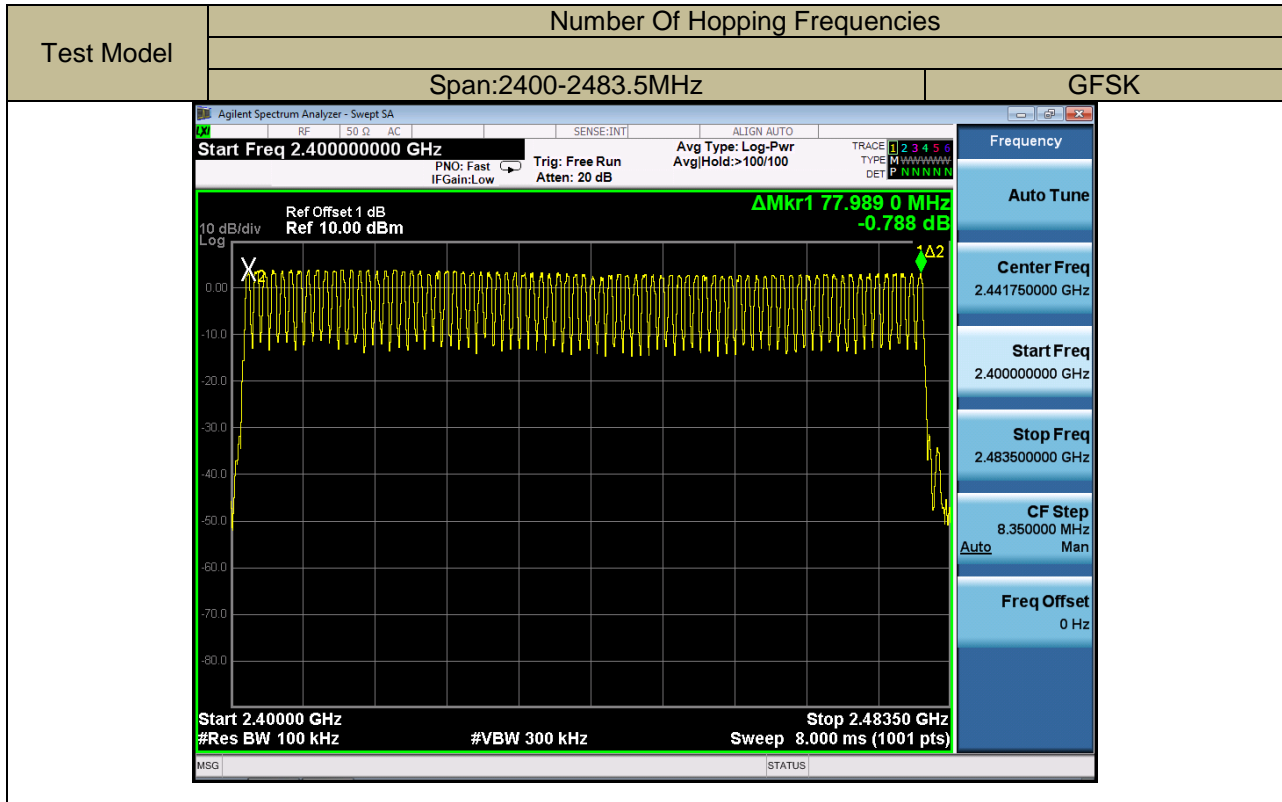 Test Model
Number Of Hopping Frequencies
Span:2400-2483.5MHz
GFSK
Agilent Spectrum Analyzer - Swept SA
LXI
RF
50 Ω
AC
SENSE:INT
ALIGN AUTO
Start Freq 2.400000000 GHz
PNO: Fast
IFGain:Low
Trig: Free Run
Atten: 20 dB
Avg Type: Log-Pwr
Avg|Hold:>100/100
TRACE 1 2 3 4 5 6
TYPE M WWWWW
DET P N N N N N
ΔMkr1 77.989 0 MHz
-0.788 dB
Ref Offset 1 dB
10 dB/div
Ref 10.00 dBm
Log
1Δ2
X2
0.00
-10.0
-20.0
-30.0
-40.0
-50.0
-60.0
-70.0
-80.0
Start 2.40000 GHz
Stop 2.48350 GHz
#Res BW 100 kHz
#VBW 300 kHz
Sweep 8.000 ms (1001 pts)
MSG
STATUS
Frequency
Auto Tune
Center Freq
2.441750000 GHz
Start Freq
2.400000000 GHz
Stop Freq
2.483500000 GHz
CF Step
8.350000 MHz
Auto Man
Freq Offset
0 Hz